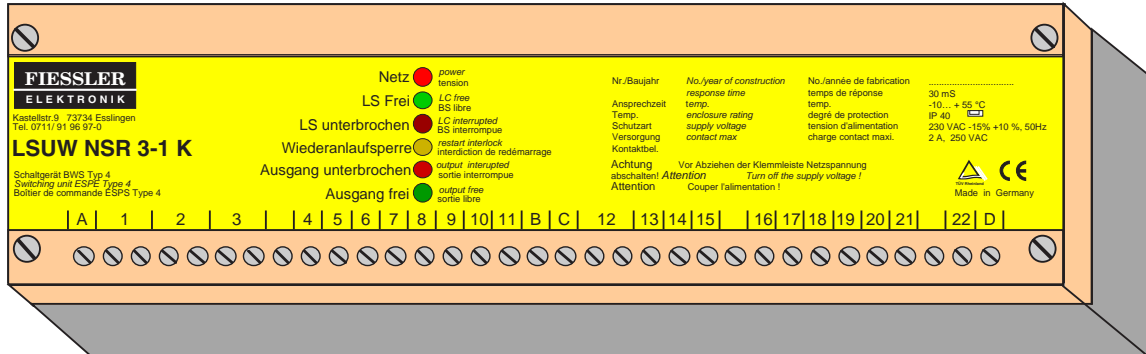 FIESSLER
ELEKTRONIK
Kastellstr.9 73734 Esslingen
Tel. 0711/ 91 96 97-0
LSUW NSR 3-1 K
Schaltgerät BWS Typ 4
Switching unit ESPE Type 4
Boîtier de commande ESPS Type 4
Netz power
tension
LS Frei LC free
BS libre
LS unterbrochen LC interrupted
BS interrompue
Wiederanlaufsperre restart interlock
interdiction de redémarrage
Ausgang unterbrochen output interupted
sortie interrompue
Ausgang frei output free
sortie libre
Nr./Baujahr No./year of construction No./année de fabrication ..................................
response time temps de réponse 30 mS
Ansprechzeit temp. temp. -10... + 55 °C
Temp. enclosure rating degré de protection IP 40
Schutzart supply voltage tension d'alimentation 230 VAC -15% +10 %, 50Hz
Versorgung contact max charge contact maxi. 2 A, 250 VAC
Kontaktbel.
Achtung Vor Abziehen der Klemmleiste Netzspannung
abschalten! Attention Turn off the supply voltage !
Attention Couper l'alimentation !
TÜV Rheinland
CE
Made in Germany
A 1 2 3 4 5 6 7 8 9 10 11 B C 12 13 14 15 16 17 18 19 20 21 22 D